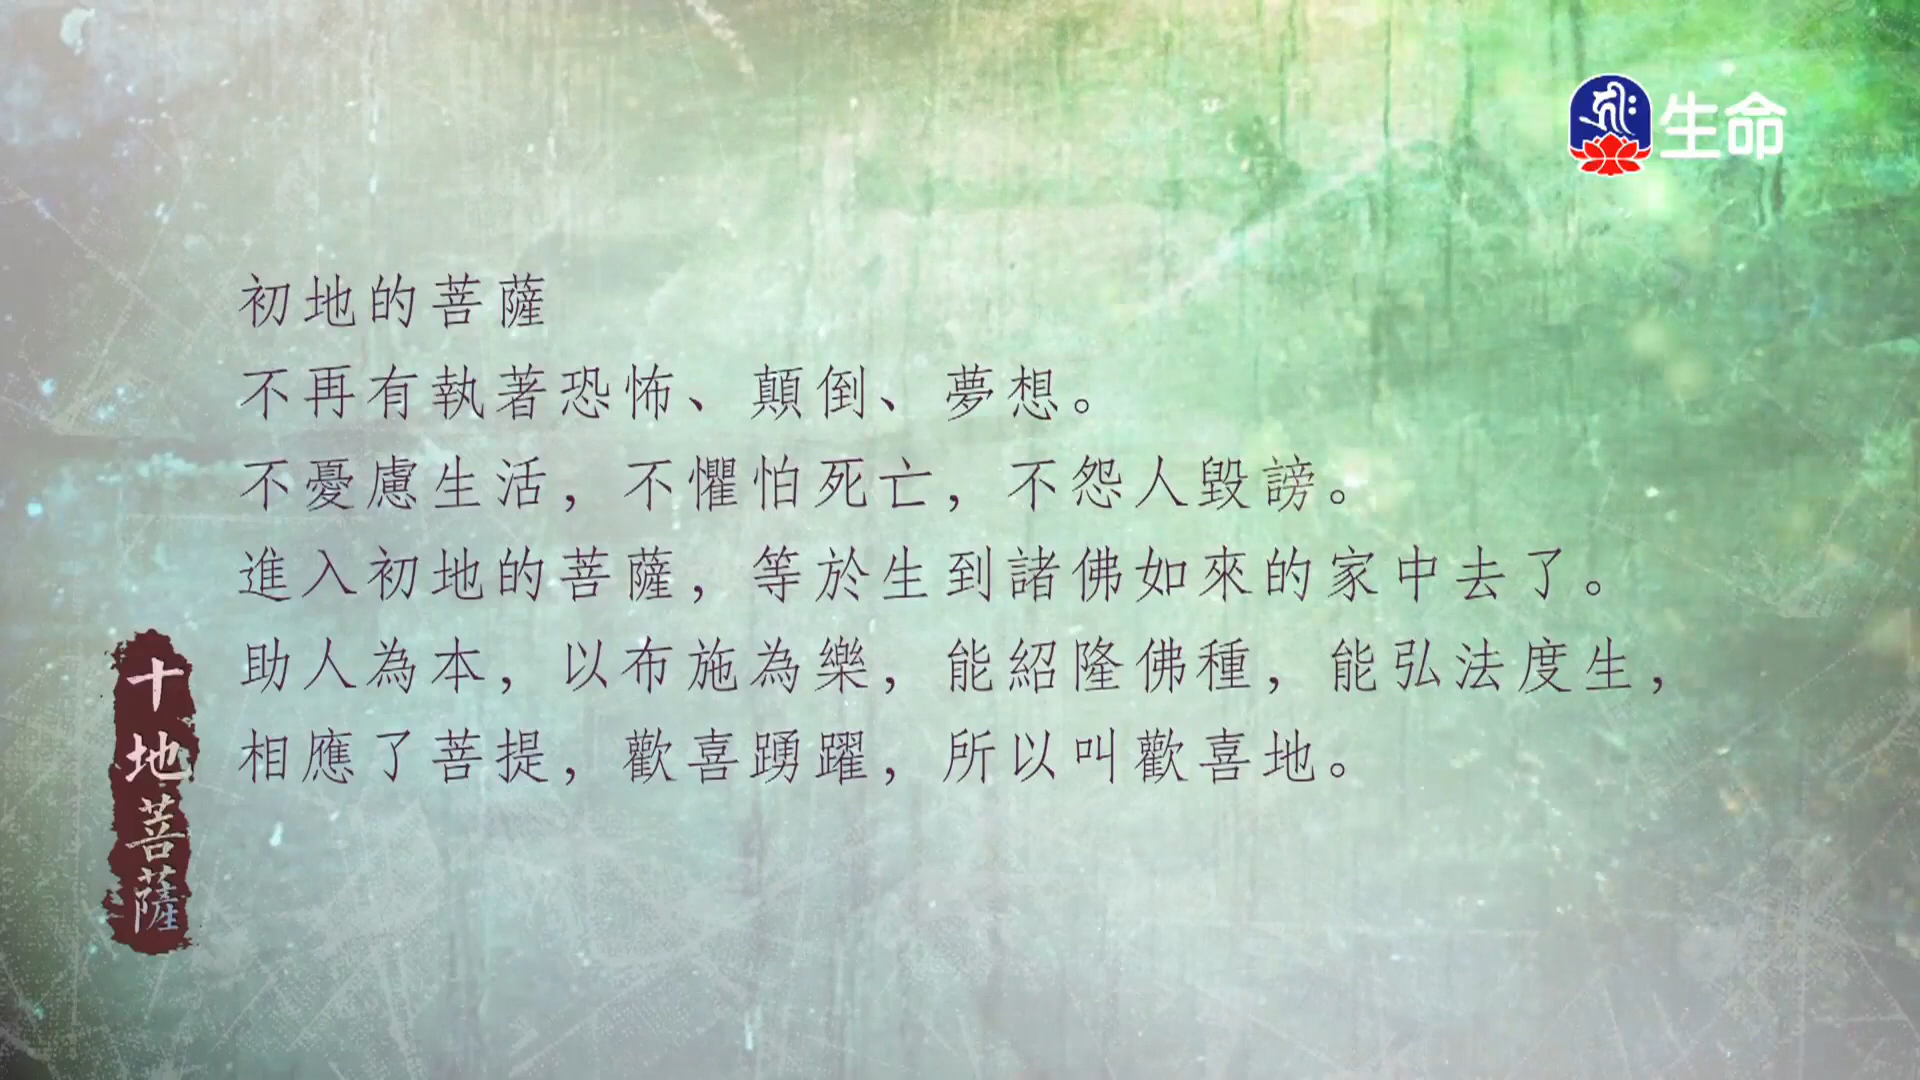 生命
初地的菩薩
不再有執著恐怖、顛倒、夢想。
不憂慮生活，不懼怕死亡，不怨人毀謗。
進入初地的菩薩，等於生到諸佛如來的家中去了。
助人為本，以布施為樂，能紹隆佛種，能弘法度生，
相應了菩提，歡喜踴躍，所以叫歡喜地。
十地菩薩